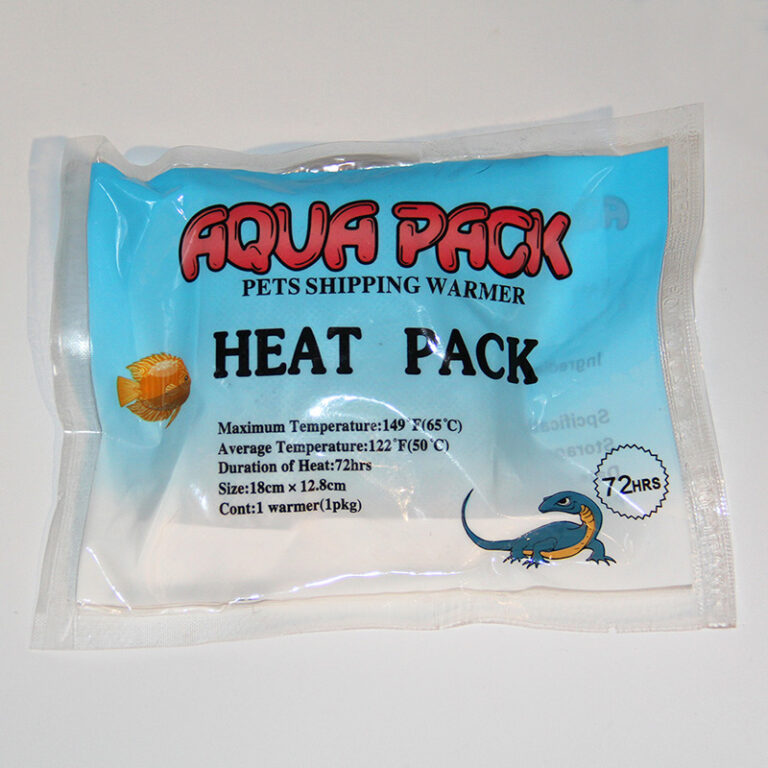 AQUA PACK
PETS SHIPPING WARMER
HEAT PACK
Maximum Temperature:149°F(65°C)
Average Temperature:122°F(50°C)
Duration of Heat:72hrs
Size:18cm × 12.8cm
Cont:1 warmer(1pkg)
72HRS